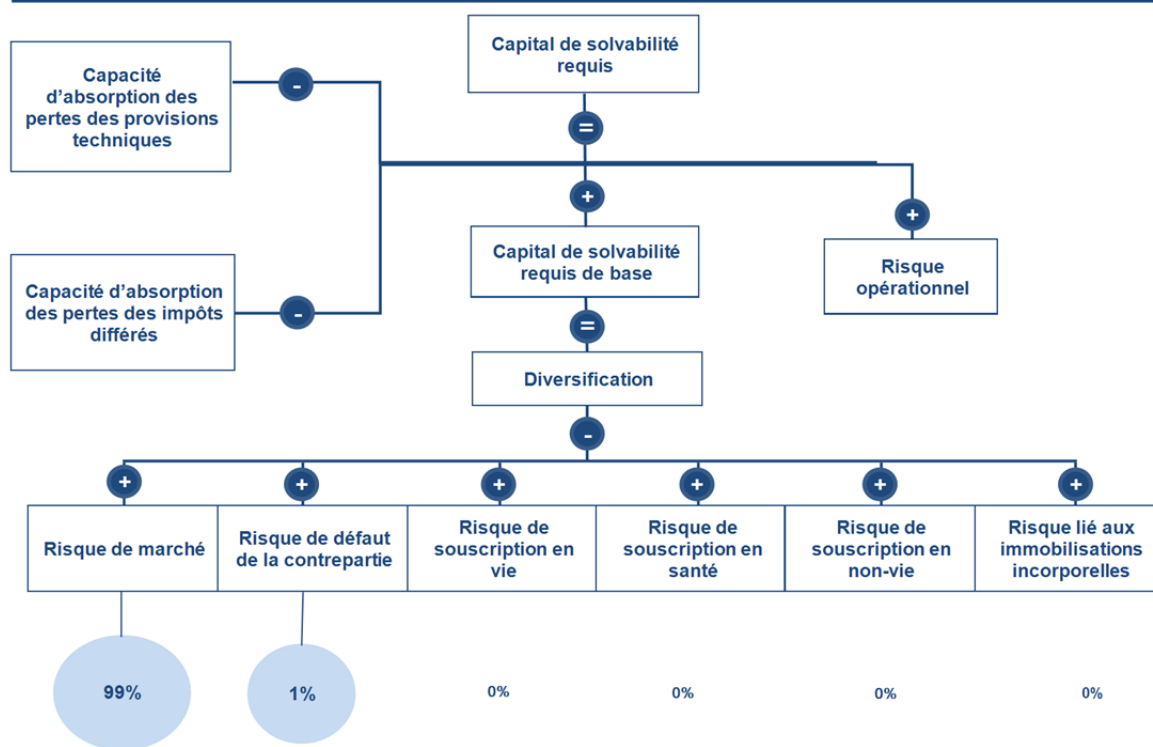 Capital de solvabilité
requis
Capacité
d'absorption des
pertes des provisions
techniques
-
=
+
+
Capital de solvabilité
requis de base
Risque
opérationnel
Capacité d'absorption
des pertes des impôts
différés
-
=
Diversification
-
+
+
+
+
+
+
Risque de marché
Risque de défaut
de la contrepartie
Risque de
souscription en
vie
Risque de
souscription en
santé
Risque de
souscription en
non-vie
Risque lié aux
immobilisations
incorporelles
99%
1%
0%
0%
0%
0%